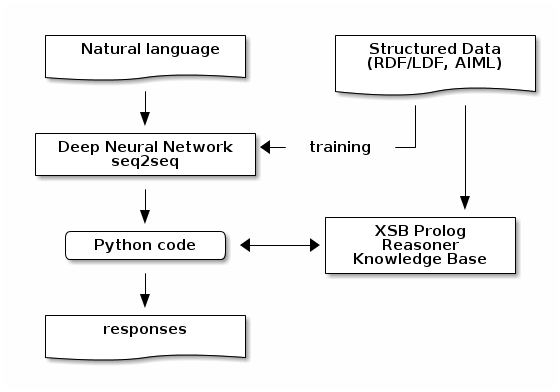 Natural language
Structured Data
(RDF/LDF, AIML)
Deep Neural Network
seq2seq
training
Python code
XSB Prolog
Reasoner
Knowledge Base
responses